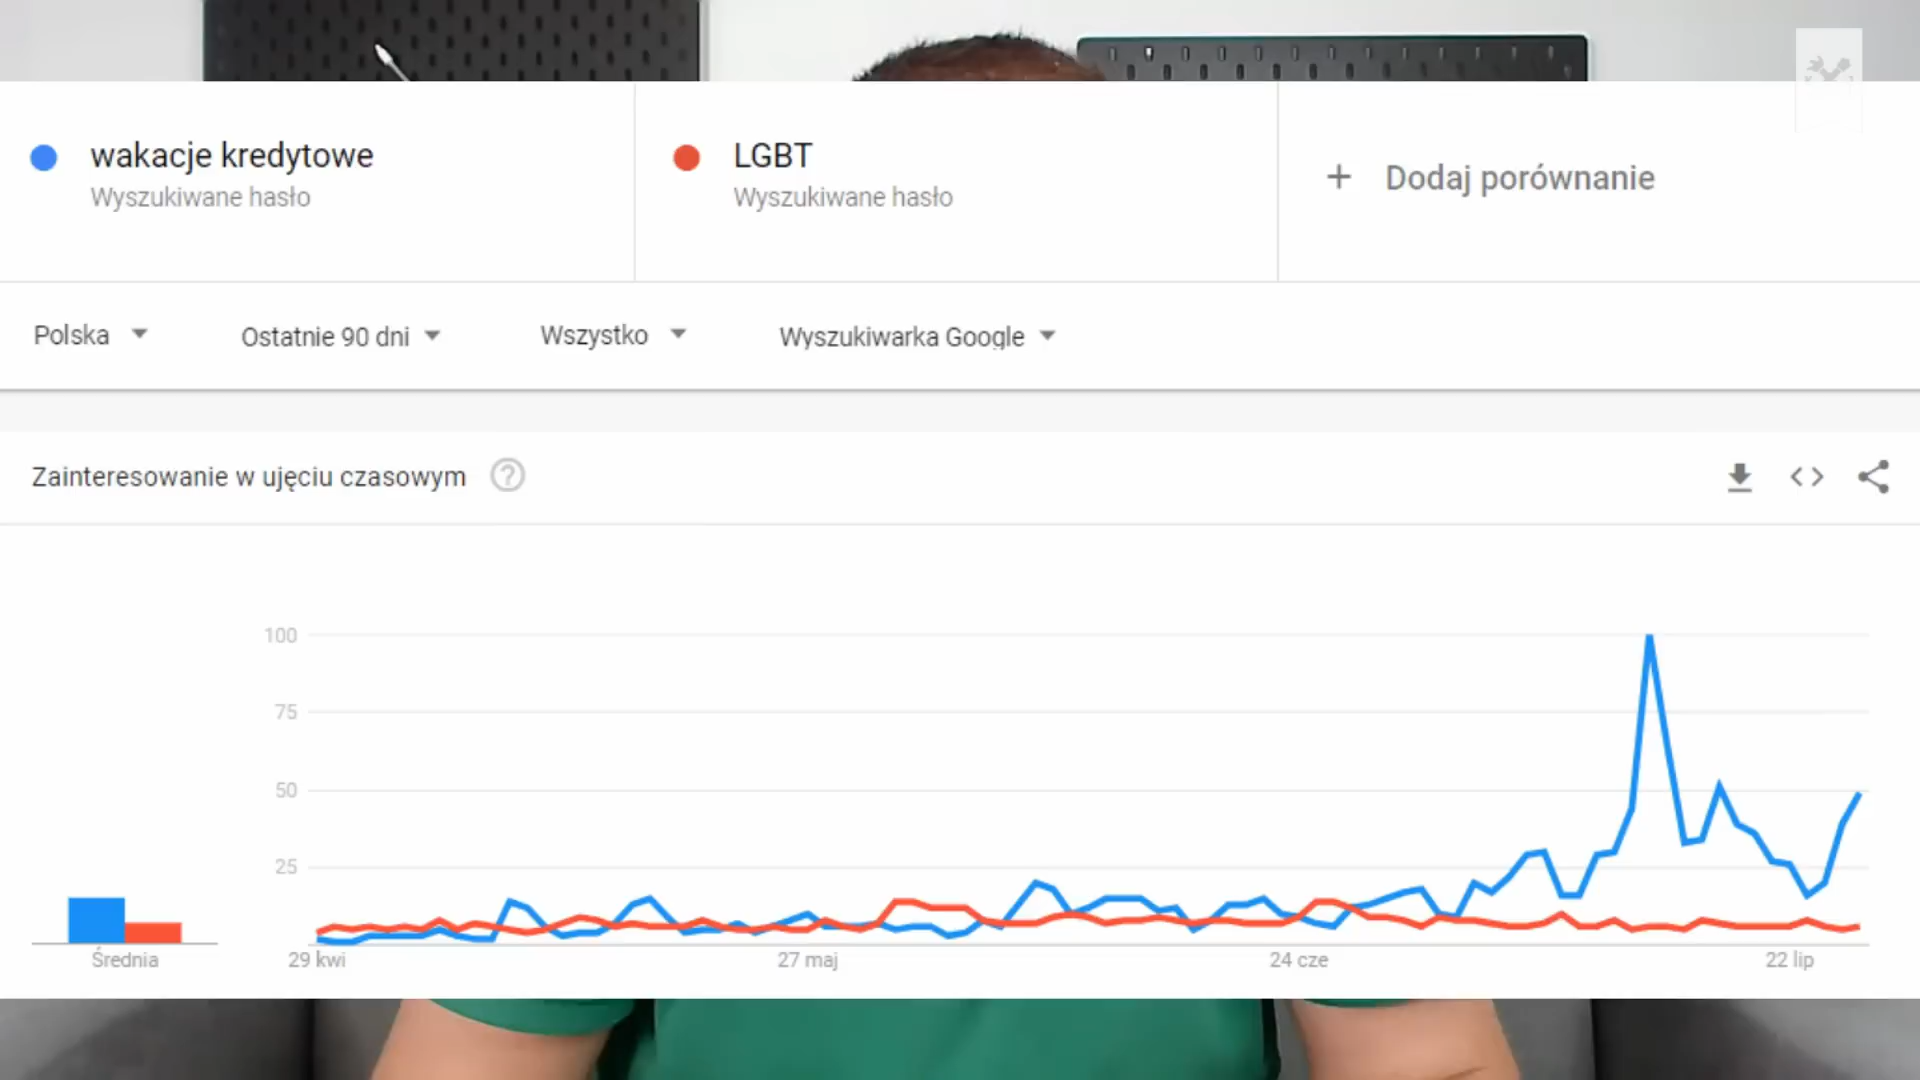 wakacje kredytowe
Wyszukiwane hasło
LGBT
Wyszukiwane hasło
+ Dodaj porównanie
Polska
Ostatnie 90 dni
Wszystko
Wyszukiwarka Google
Zainteresowanie w ujęciu czasowym
100
75
50
25
Średnia
29 kwi
27 maj
24 cze
22 lip